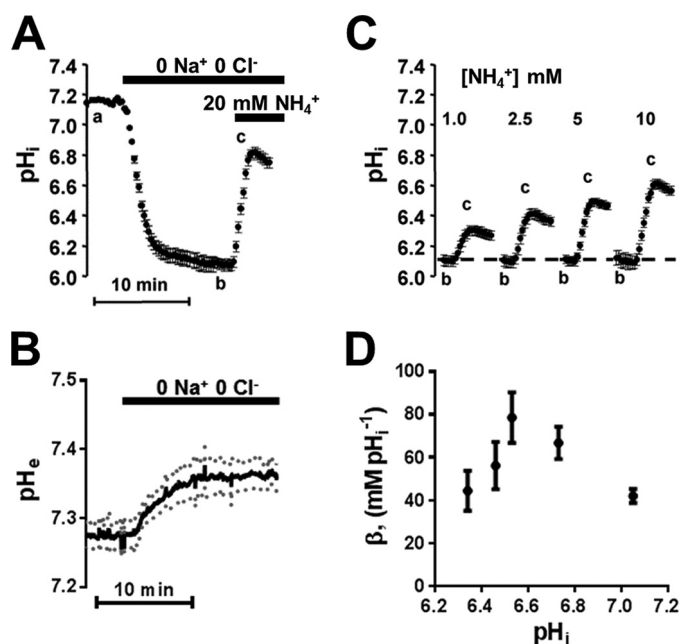 A
0 Na⁺ 0 Cl⁻
20 mM NH₄⁺
7.4
7.2
7.0
6.8
6.6
6.4
6.2
6.0
pHᵢ
a
b
c
10 min
C
[NH₄⁺] mM
1.0 2.5 5 10
7.4
7.2
7.0
6.8
6.6
6.4
6.2
6.0
pHᵢ
c c c c
b b b b
B
0 Na⁺ 0 Cl⁻
7.5
7.4
7.3
7.2
pHₑ
10 min
D
100
80
60
40
20
0
β, (mM pHᵢ⁻¹)
6.2 6.4 6.6 6.8 7.0 7.2
pHᵢ